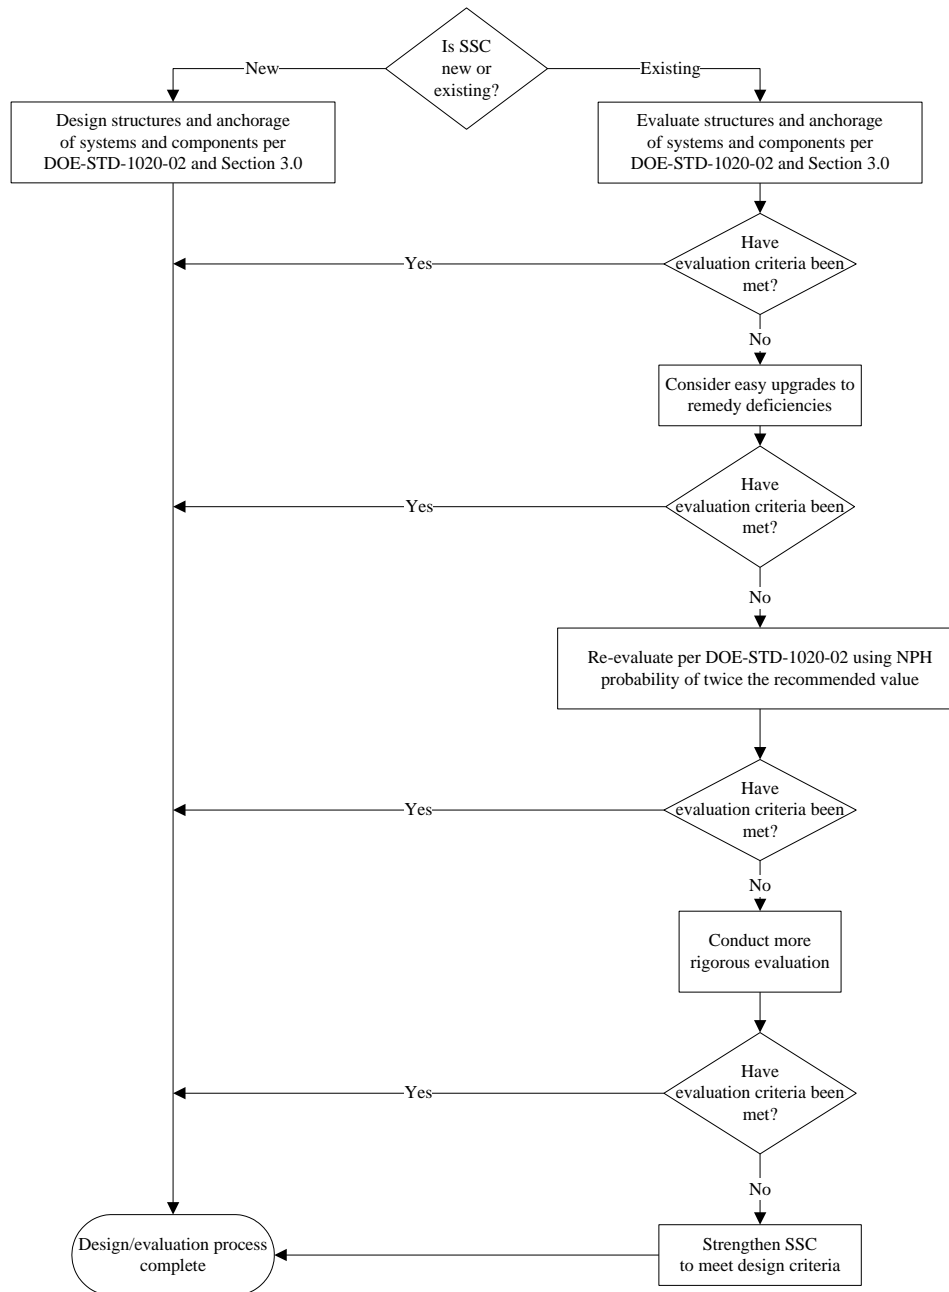 Is SSC
new or
existing?
New
Existing
Design structures and anchorage
of systems and components per
DOE-STD-1020-02 and Section 3.0
Evaluate structures and anchorage
of systems and components per
DOE-STD-1020-02 and Section 3.0
Have
evaluation criteria been
met?
Yes
No
Consider easy upgrades to
remedy deficiencies
Have
evaluation criteria been
met?
Yes
No
Re-evaluate per DOE-STD-1020-02 using NPH
probability of twice the recommended value
Have
evaluation criteria been
met?
Yes
No
Conduct more
rigorous evaluation
Have
evaluation criteria been
met?
Yes
No
Strengthen SSC
to meet design criteria
Design/evaluation process
complete